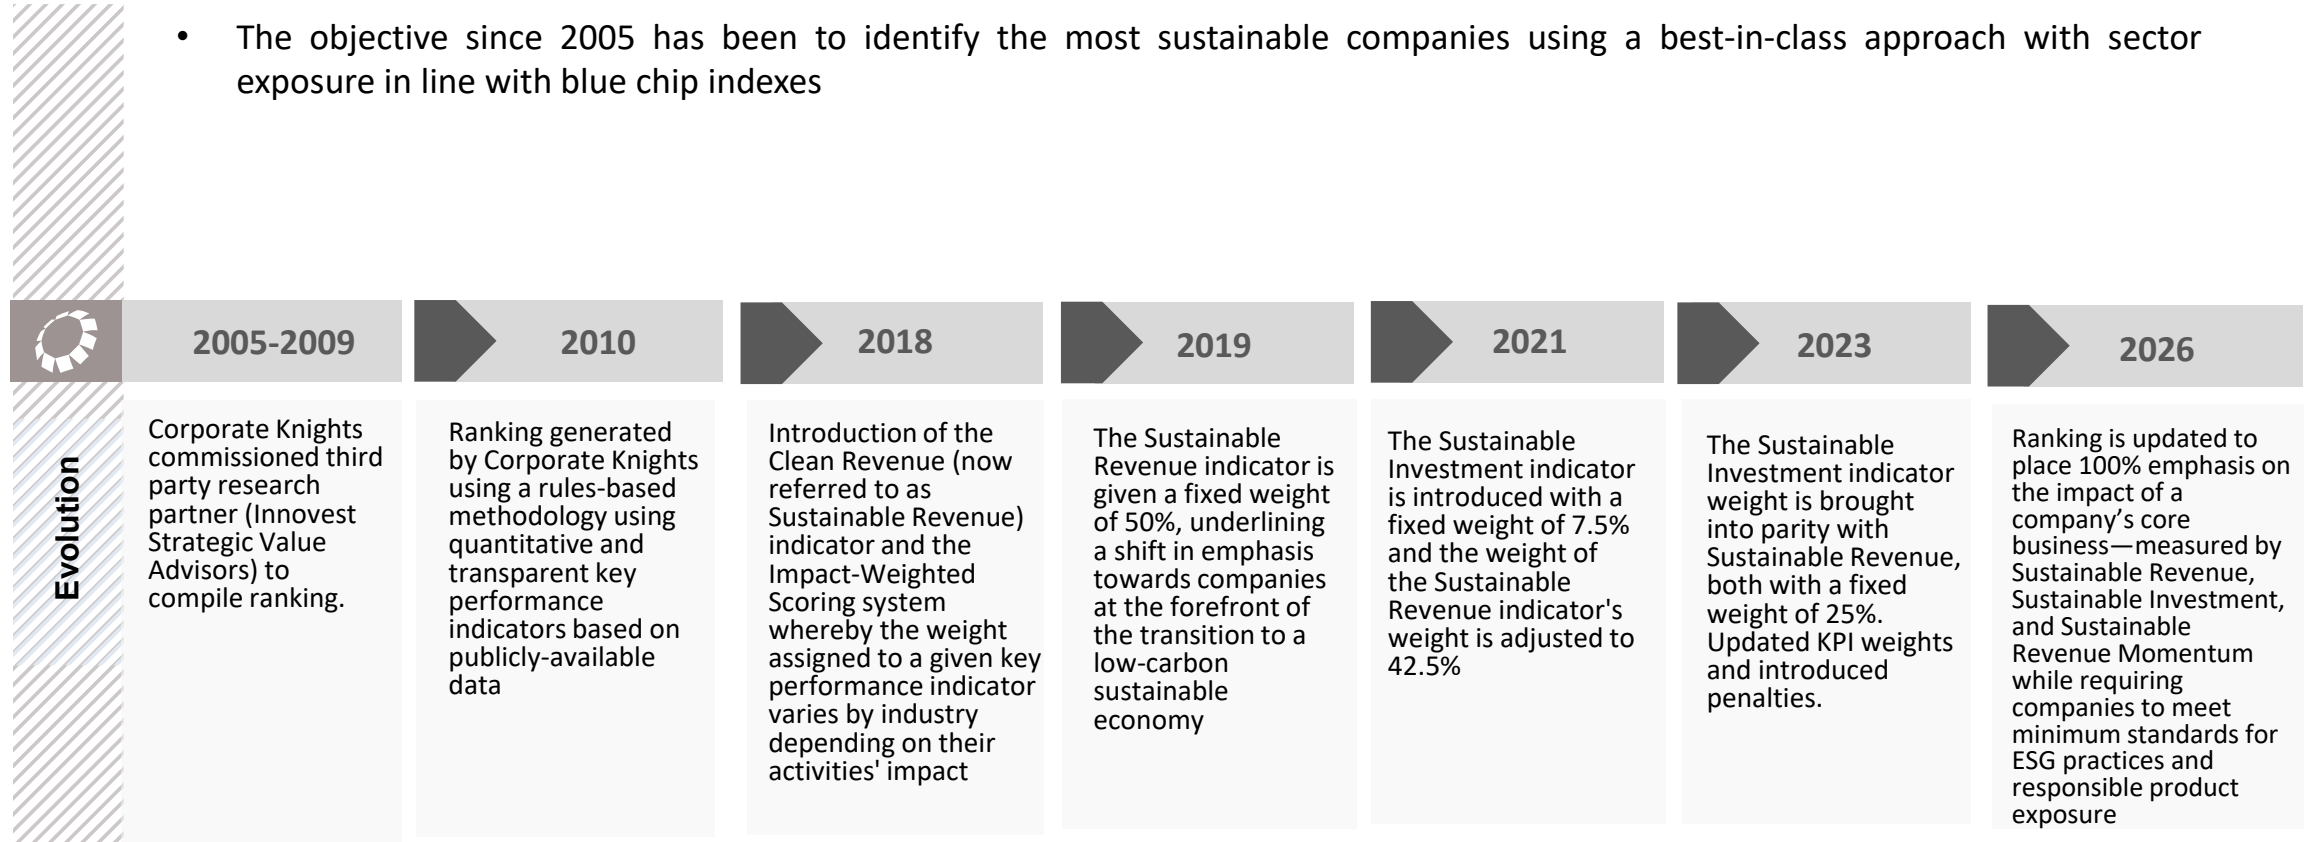 • The objective since 2005 has been to identify the most sustainable companies using a best-in-class approach with sector
exposure in line with blue chip indexes
2005-2009
2010
2018
2019
2021
2023
2026
Evolution
Corporate Knights
commissioned third
party research
partner (Innovest
Strategic Value
Advisors) to
compile ranking.
Ranking generated
by Corporate Knights
using a rules-based
methodology using
quantitative and
transparent key
performance
indicators based on
publicly-available
data
Introduction of the
Clean Revenue (now
referred to as
Sustainable Revenue)
indicator and the
Impact-Weighted
Scoring system
whereby the weight
assigned to a given key
performance indicator
varies by industry
depending on their
activities' impact
The Sustainable
Revenue indicator is
given a fixed weight
of 50%, underlining
a shift in emphasis
towards companies
at the forefront of
the transition to a
low-carbon
sustainable
economy
The Sustainable
Investment indicator
is introduced with a
fixed weight of 7.5%
and the weight of
the Sustainable
Revenue indicator's
weight is adjusted to
42.5%
The Sustainable
Investment indicator
weight is brought
into parity with
Sustainable Revenue,
both with a fixed
weight of 25%.
Updated KPI weights
and introduced
penalties.
Ranking is updated to
place 100% emphasis on
the impact of a
company’s core
business—measured by
Sustainable Revenue,
Sustainable Investment,
and Sustainable
Revenue Momentum
while requiring
companies to meet
minimum standards for
ESG practices and
responsible product
exposure